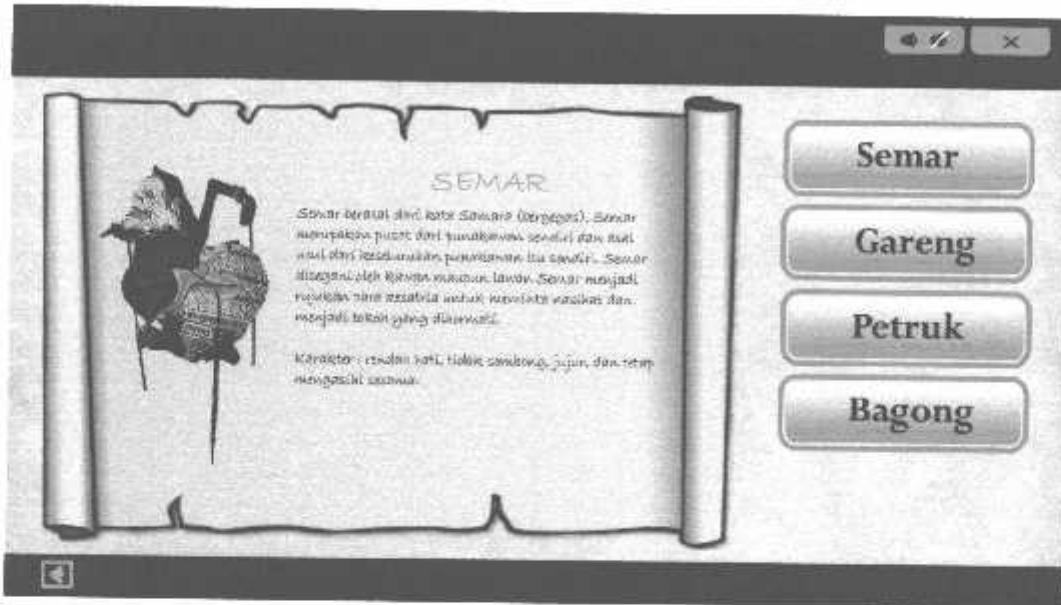 SEMAR
Semar berasal dari kata Samara (bergegas). Semar
merupakan pusat dari punakawan sendiri dan asal
usul dari keseluruhan punakawan itu sendiri. Semar
disegani oleh kawan maupun lawan. Semar menjadi
rujukan para kesatria untuk meminta nasihat dan
menjadi tokoh yang dihormati.
Karakter : rendah hati, tidak sombong, jujur, dan tetap
mengasihi sesama.
Semar
Gareng
Petruk
Bagong